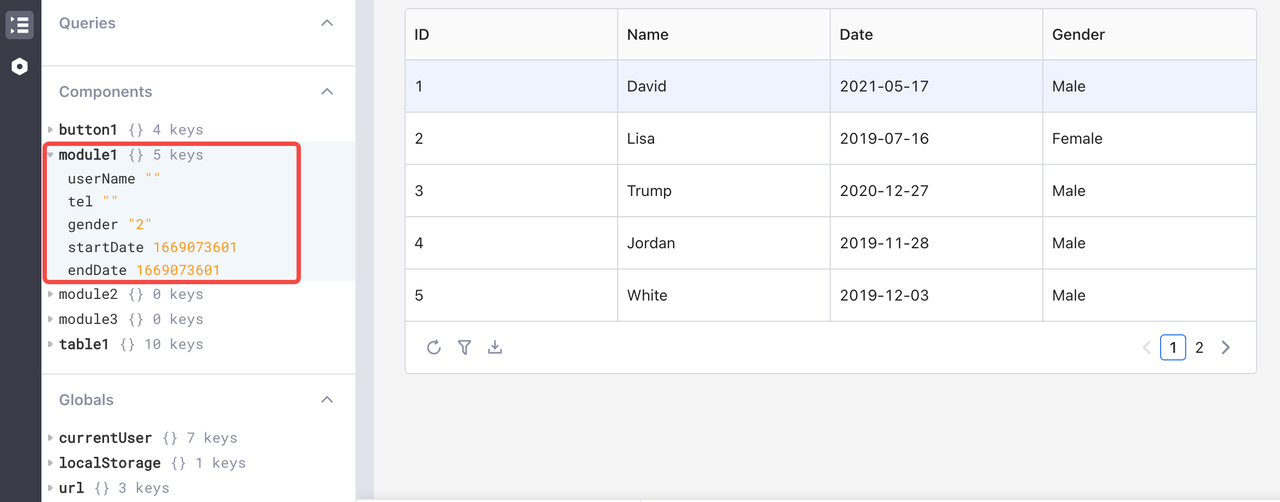 Queries
Components
button1 {} 4 keys
module1 {} 5 keys
userName ""
tel ""
gender "2"
startDate 1669073601
endDate 1669073601
module2 {} 0 keys
module3 {} 0 keys
table1 {} 10 keys
Globals
currentUser {} 7 keys
localStorage {} 1 keys
url {} 3 keys
ID Name Date Gender
1 David 2021-05-17 Male
2 Lisa 2019-07-16 Female
3 Trump 2020-12-27 Male
4 Jordan 2019-11-28 Male
5 White 2019-12-03 Male
1 2